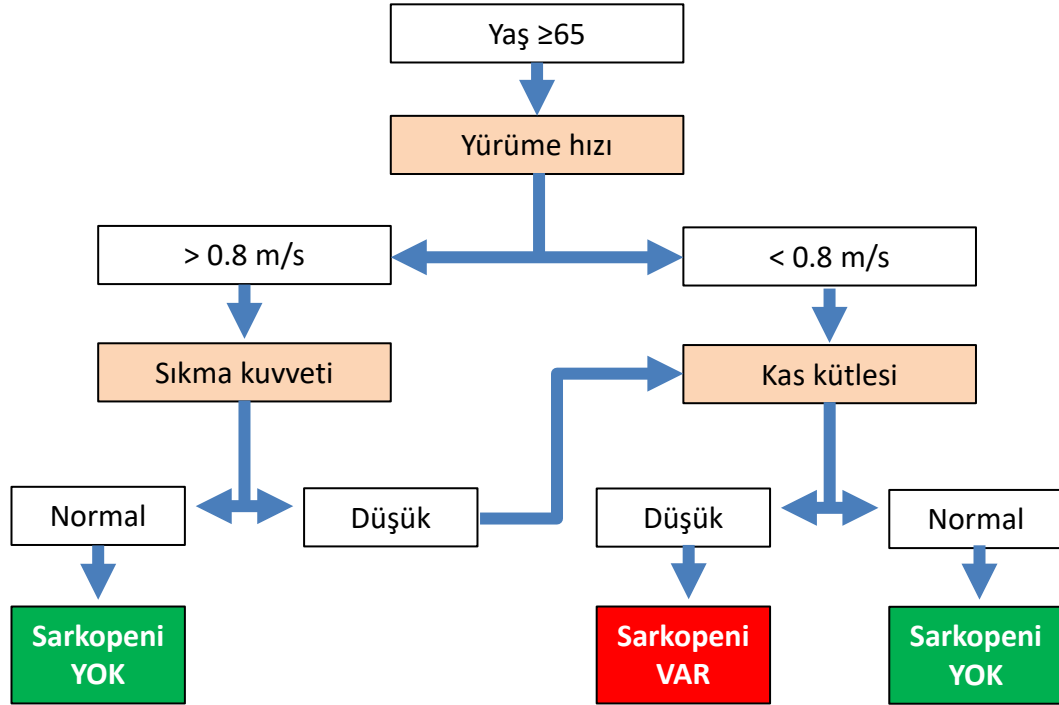 Yaş ≥65
Yürüme hızı
> 0.8 m/s
< 0.8 m/s
Sıkma kuvveti
Kas kütlesi
Normal
Düşük
Düşük
Normal
Sarkopeni
YOK
Sarkopeni
VAR
Sarkopeni
YOK